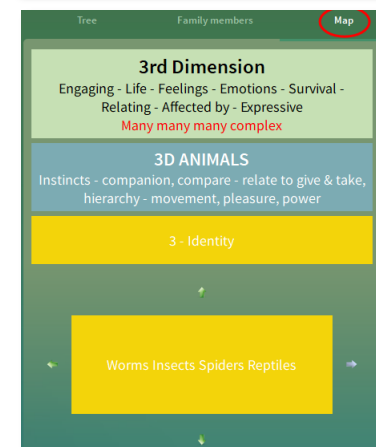 Tree Family members Map
3rd Dimension
Engaging - Life - Feelings - Emotions - Survival -
Relating - Affected by - Expressive
Many many many complex
3D ANIMALS
Instincts - companion, compare - relate to give & take,
hierarchy - movement, pleasure, power
3 - Identity
Worms Insects Spiders Reptiles